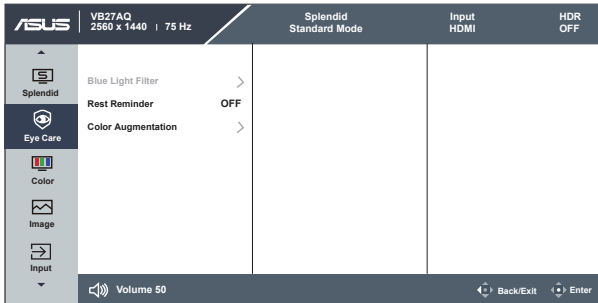 ASUS
VB27AQ
2560 x 1440 | 75 Hz
Splendid
Standard Mode
Input
HDMI
HDR
OFF
S
Splendid
Eye Care
Color
Image
Input
Blue Light Filter
Rest Reminder OFF
Color Augmentation
Volume 50
Back/Exit
Enter